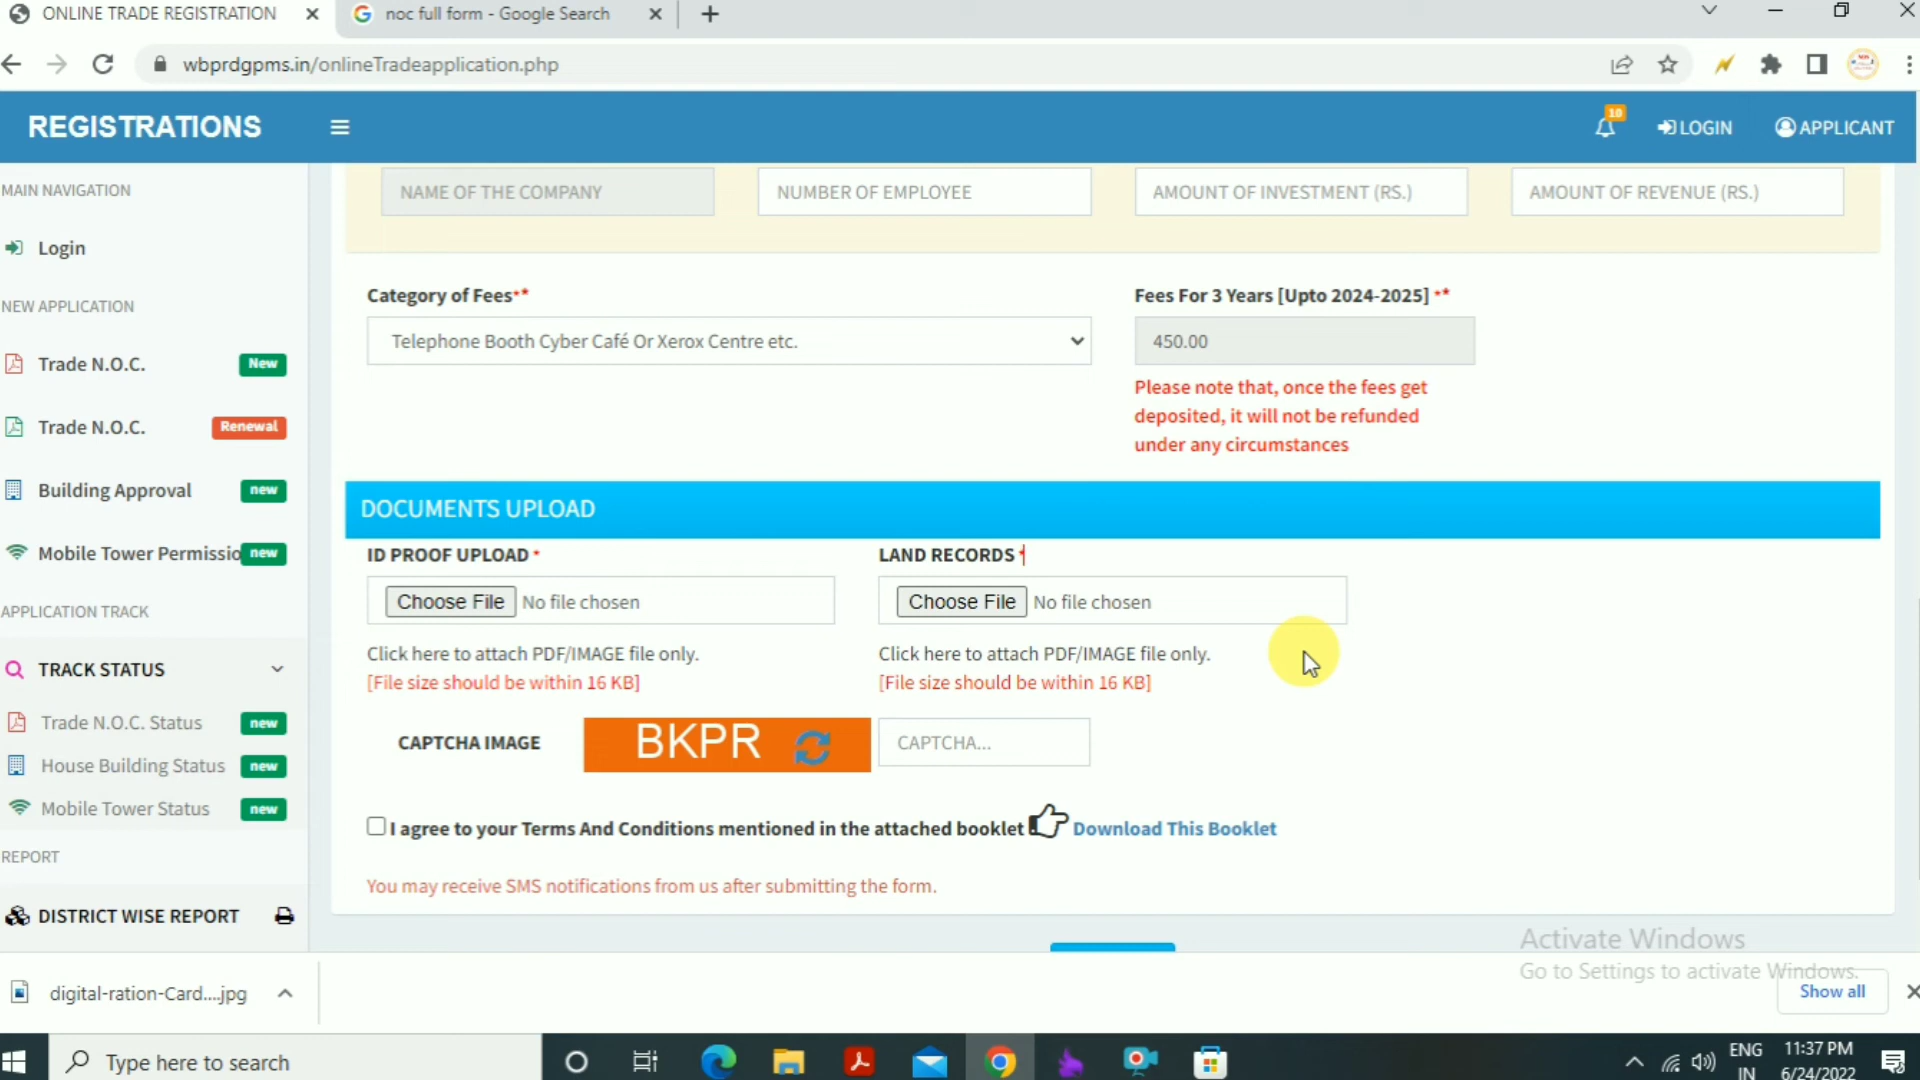 ONLINE TRADE REGISTRATION
noc full form - Google Search
wbprdgpms.in/onlineTradeapplication.php
REGISTRATIONS
10
LOGIN
APPLICANT
MAIN NAVIGATION
Login
NEW APPLICATION
Trade N.O.C. New
Trade N.O.C. Renewal
Building Approval new
Mobile Tower Permissio new
APPLICATION TRACK
TRACK STATUS
Trade N.O.C. Status new
House Building Status new
Mobile Tower Status new
REPORT
DISTRICT WISE REPORT
NAME OF THE COMPANY
NUMBER OF EMPLOYEE
AMOUNT OF INVESTMENT (RS.)
AMOUNT OF REVENUE (RS.)
Category of Fees**
Fees For 3 Years [Upto 2024-2025] **
Telephone Booth Cyber Café Or Xerox Centre etc.
450.00
Please note that, once the fees get
deposited, it will not be refunded
under any circumstances
DOCUMENTS UPLOAD
ID PROOF UPLOAD *
LAND RECORDS *
Choose File No file chosen
Choose File No file chosen
Click here to attach PDF/IMAGE file only.
[File size should be within 16 KB]
Click here to attach PDF/IMAGE file only.
[File size should be within 16 KB]
CAPTCHA IMAGE
BKPR
CAPTCHA...
I agree to your Terms And Conditions mentioned in the attached booklet Download This Booklet
You may receive SMS notifications from us after submitting the form.
Activate Windows
Go to Settings to activate Windows.
digital-ration-Card....jpg
Show all
Type here to search
ENG
IN
11:37 PM
6/24/2022